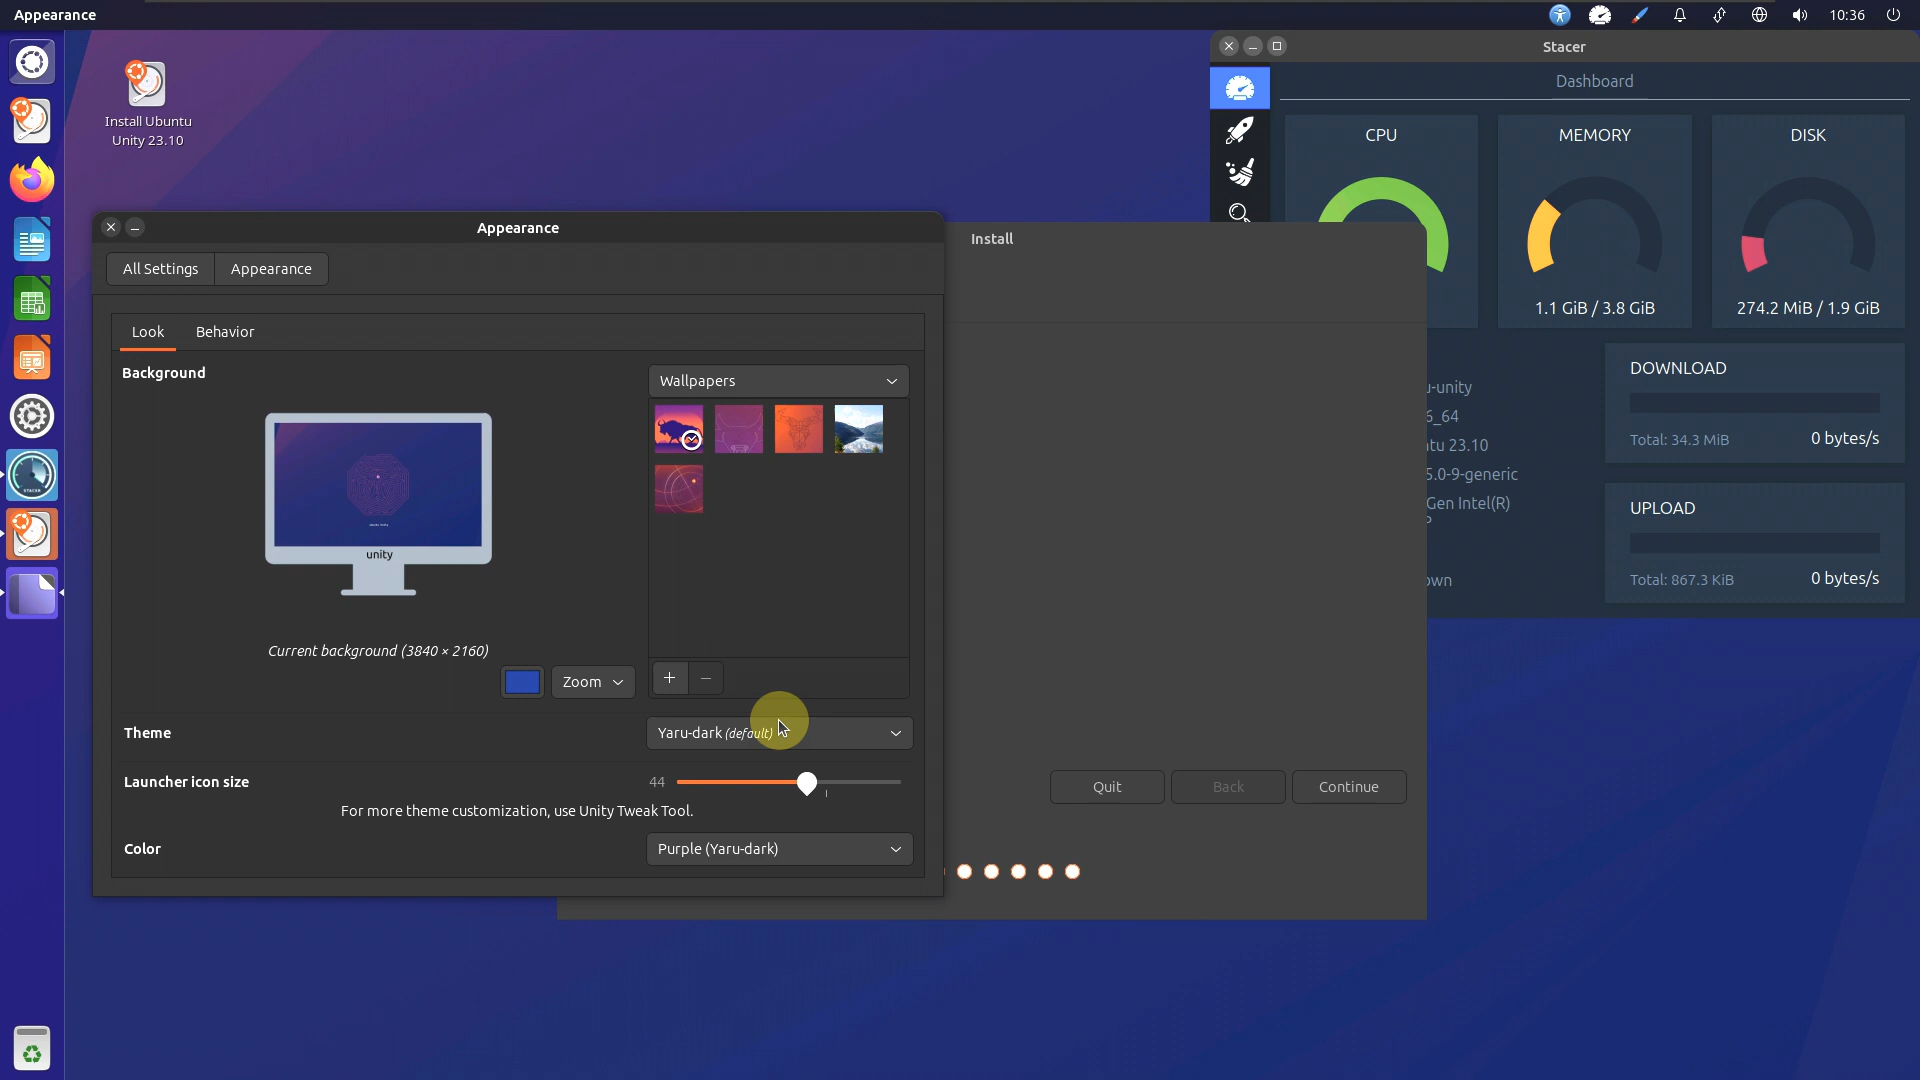 Appearance
10:36
Install Ubuntu
Unity 23.10
Stacer
Dashboard
CPU
MEMORY
DISK
1.1 GiB / 3.8 GiB
274.2 MiB / 1.9 GiB
Appearance
All Settings
Appearance
Look
Behavior
Background
Wallpapers
unity
Current background (3840 × 2160)
Zoom
Theme
Yaru-dark (default)
Launcher icon size
44
For more theme customization, use Unity Tweak Tool.
Color
Purple (Yaru-dark)
Install
Quit
Back
Continue
u-unity
6_64
ntu 23.10
5.0-9-generic
Gen Intel(R)
own
DOWNLOAD
Total: 34.3 MiB
0 bytes/s
UPLOAD
Total: 867.3 KiB
0 bytes/s